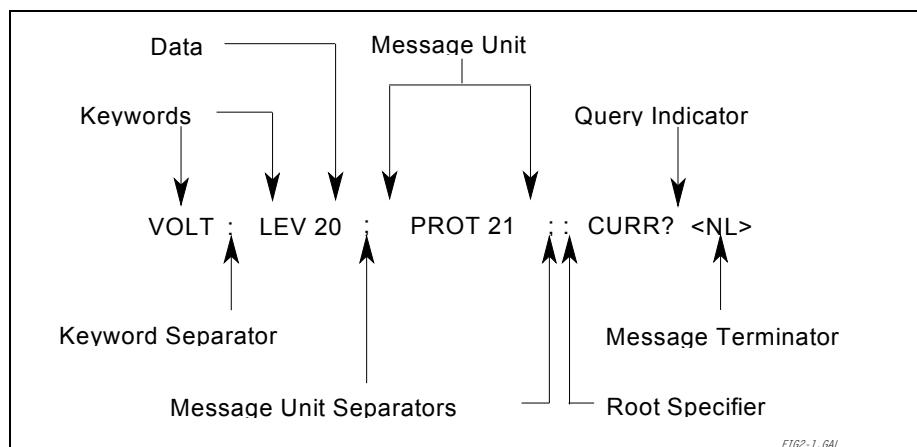 Data
Message Unit
Keywords
Query Indicator
VOLT : LEV 20 ; PROT 21 ; : CURR? <NL>
Keyword Separator
Message Terminator
Message Unit Separators
Root Specifier
FIG2-1.GAL